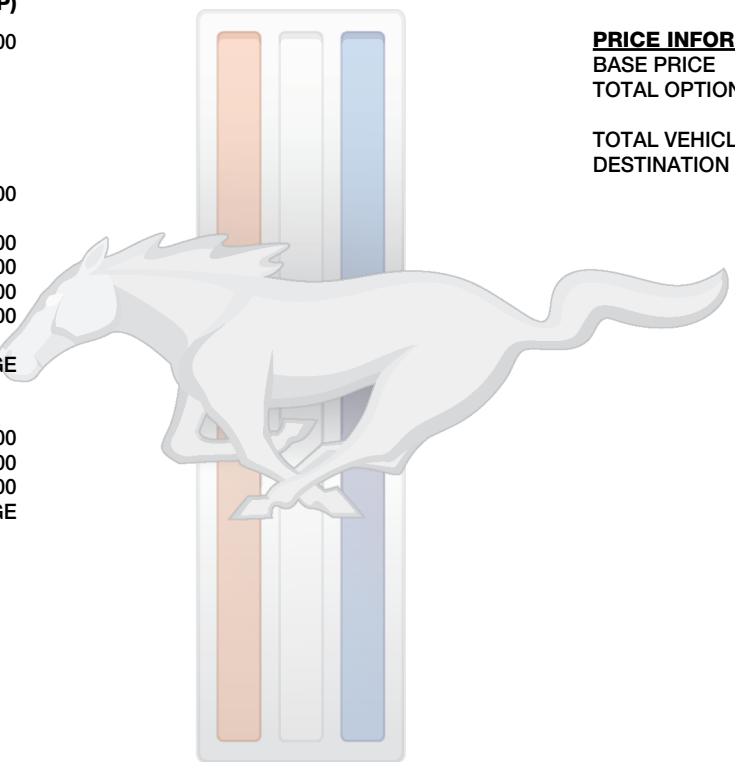 P)
00
00
00
00
00
00
GE
00
00
00
GE
PRICE INFOR
BASE PRICE
TOTAL OPTION
TOTAL VEHICL
DESTINATION